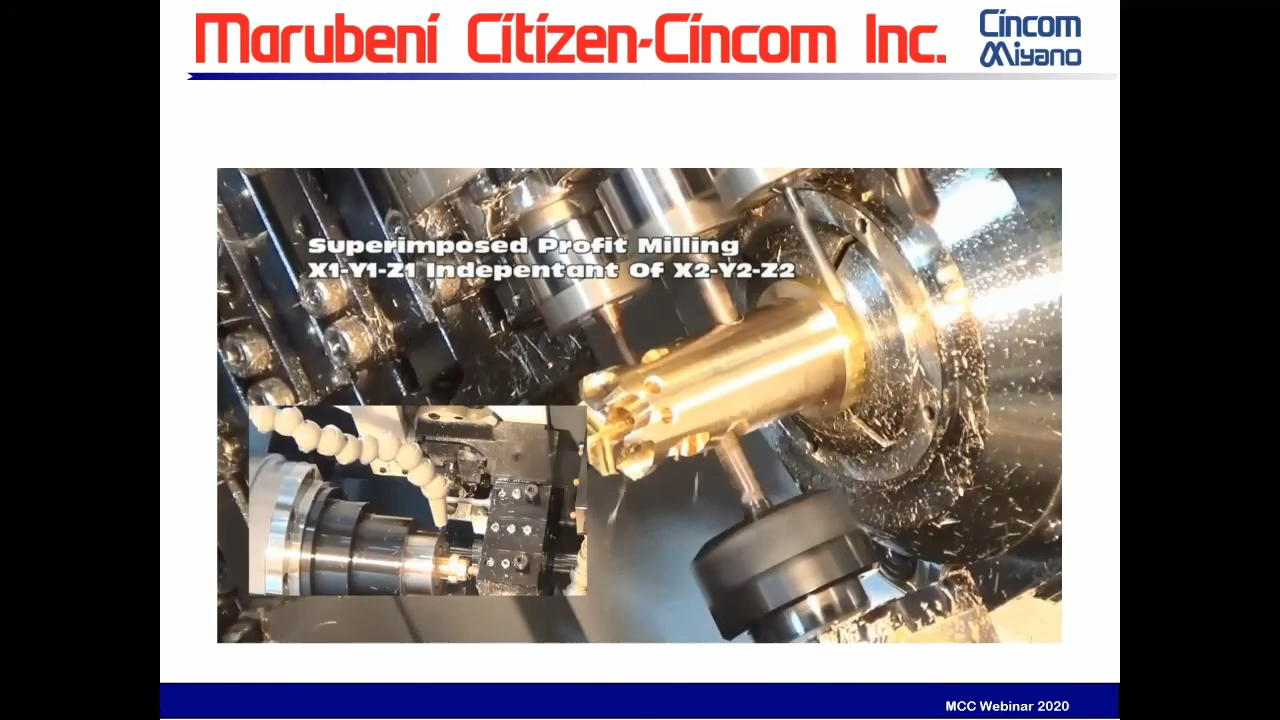 Marubeni Citizen-Cincom Inc.
Cincom
Miyano
Superimposed Profit Milling
X1-Y1-Z1 Indepentant Of X2-Y2-Z2
MCC Webinar 2020